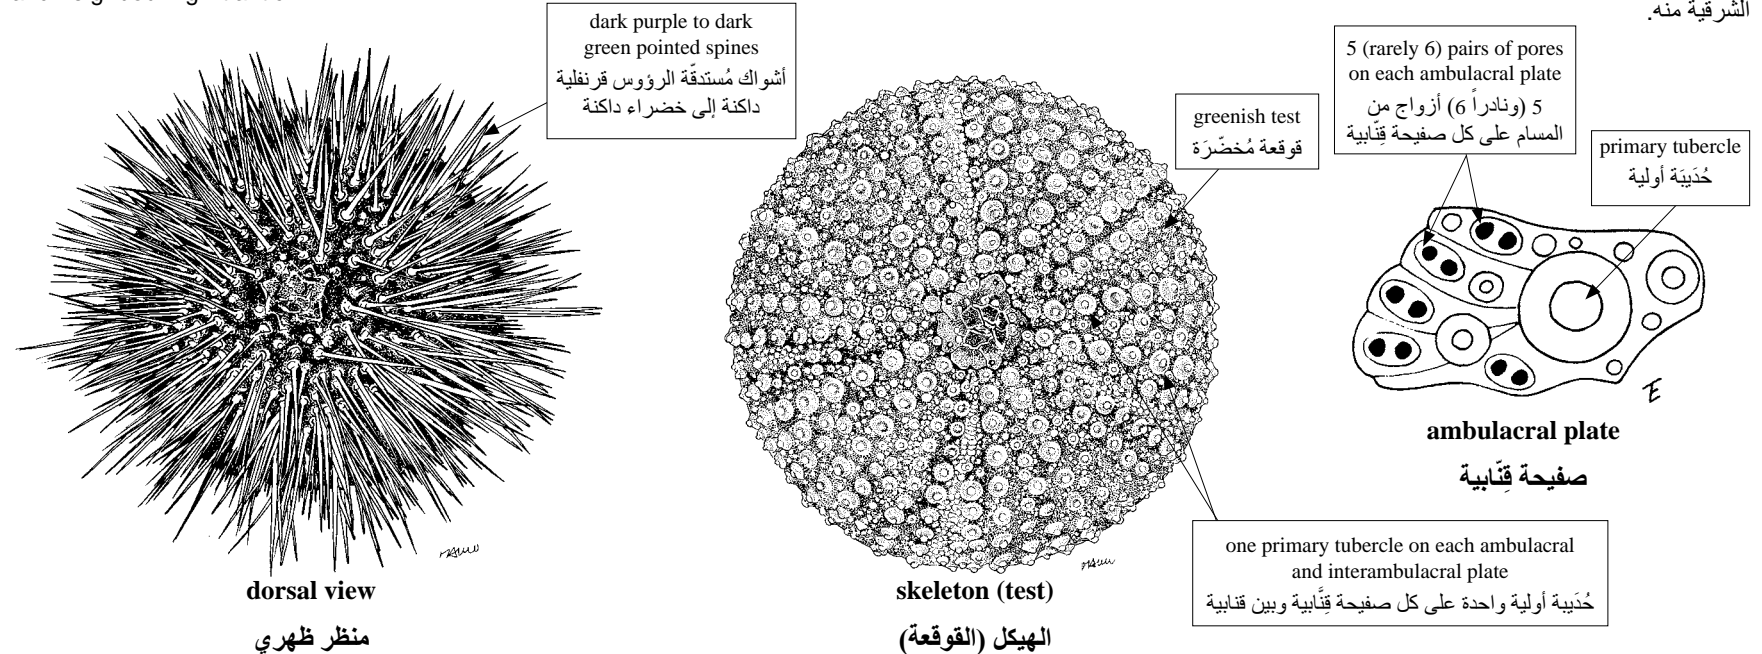 الشرقية منه.
dark purple to dark
green pointed spines
أشواك مُستدقّة الرؤوس قرنفلية
داكنة إلى خضراء داكنة
greenish test
قوقعة مُخضّرَة
5 (rarely 6) pairs of pores
on each ambulacral plate
5 (ونادراً 6) أزواج من
المسام على كل صفيحة قِنّابية
primary tubercle
حُدَيبَة أولية
ambulacral plate
صفيحة قِنّابية
one primary tubercle on each ambulacral
and interambulacral plate
حُدَيبة أولية واحدة على كل صفيحة قِنَّابية وبين قنابية
dorsal view
منظر ظهري
skeleton (test)
الهيكل (القوقعة)